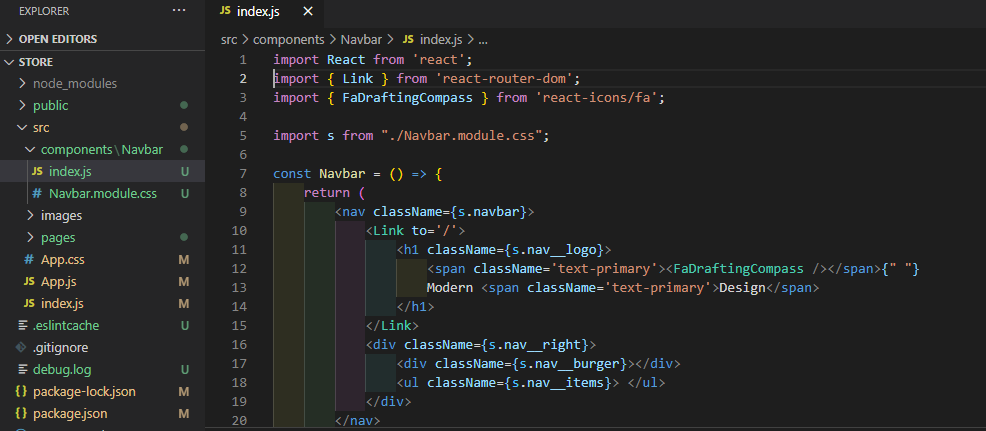 EXPLORER ...
OPEN EDITORS
STORE
node_modules
public
src
components\Navbar
JS index.js U
# Navbar.module.css U
images
pages
# App.css M
JS App.js M
JS index.js M
.eslintcache U
.gitignore
debug.log U
{} package-lock.json M
{} package.json M
JS index.js ×
src > components > Navbar > JS index.js > ...
1 import React from 'react';
2 import { Link } from 'react-router-dom';
3 import { FaDraftingCompass } from 'react-icons/fa';
4
5 import s from "./Navbar.module.css";
6
7 const Navbar = () => {
8 return (
9 <nav className={s.navbar}>
10 <Link to='/'>
11 <h1 className={s.nav__logo}>
12 <span className='text-primary'><FaDraftingCompass /></span>{" "}
13 Modern <span className='text-primary'>Design</span>
14 </h1>
15 </Link>
16 <div className={s.nav__right}>
17 <div className={s.nav__burger}></div>
18 <ul className={s.nav__items}> </ul>
19 </div>
20 </nav>